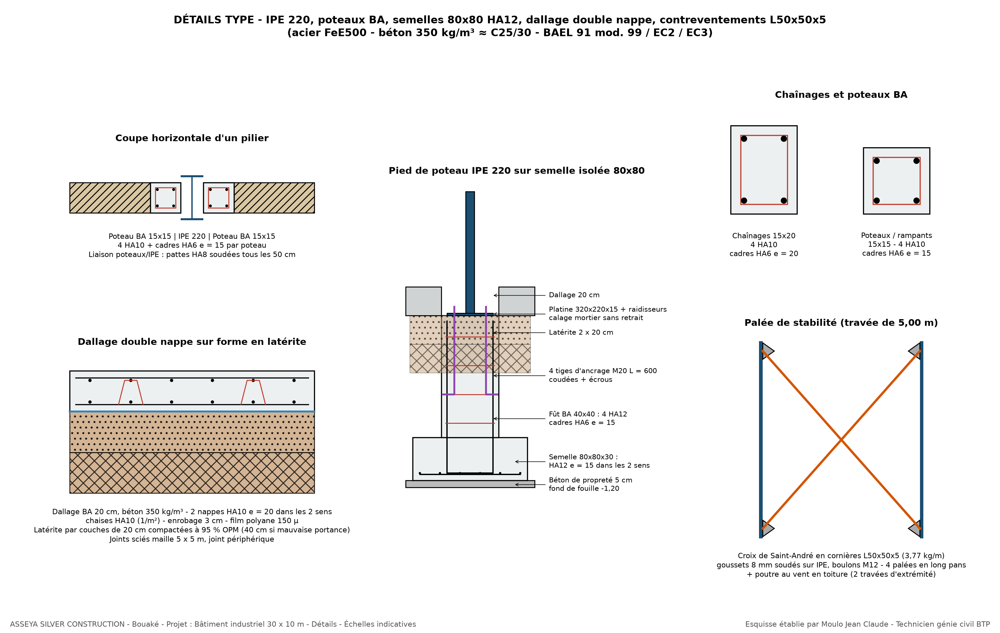 DÉTAILS TYPE - IPE 220, poteaux BA, semelles 80x80 HA12, dallage double nappe, contreventements L50x50x5
(acier FeE500 - béton 350 kg/m³ ≈ C25/30 - BAEL 91 mod. 99 / EC2 / EC3)
Coupe horizontale d'un pilier
Poteau BA 15x15 | IPE 220 | Poteau BA 15x15
4 HA10 + cadres HA6 e = 15 par poteau
Liaison poteaux/IPE : pattes HA8 soudées tous les 50 cm
Dallage double nappe sur forme en latérite
Dallage BA 20 cm, béton 350 kg/m³ - 2 nappes HA10 e = 20 dans les 2 sens
chaises HA10 (1/m²) - enrobage 3 cm - film polyane 150 µ
Latérite par couches de 20 cm compactées à 95 % OPM (40 cm si mauvaise portance)
Joints sciés maille 5 x 5 m, joint périphérique
Pied de poteau IPE 220 sur semelle isolée 80x80
Dallage 20 cm
Platine 320x220x15 + raidisseurs
calage mortier sans retrait
Latérite 2 x 20 cm
4 tiges d'ancrage M20 L = 600
coudées + écrous
Fût BA 40x40 : 4 HA12
cadres HA6 e = 15
Semelle 80x80x30 :
HA12 e = 15 dans les 2 sens
Béton de propreté 5 cm
fond de fouille -1,20
Chaînages et poteaux BA
Chaînages 15x20
4 HA10
cadres HA6 e = 20
Poteaux / rampants
15x15 - 4 HA10
cadres HA6 e = 15
Palée de stabilité (travée de 5,00 m)
Croix de Saint-André en cornières L50x50x5 (3,77 kg/m)
goussets 8 mm soudés sur IPE, boulons M12 - 4 palées en long pans
+ poutre au vent en toiture (2 travées d'extrémité)
ASSEYA SILVER CONSTRUCTION - Bouaké - Projet : Bâtiment industriel 30 x 10 m - Détails - Échelles indicatives
Esquisse établie par Moulo Jean Claude - Technicien génie civil BTP